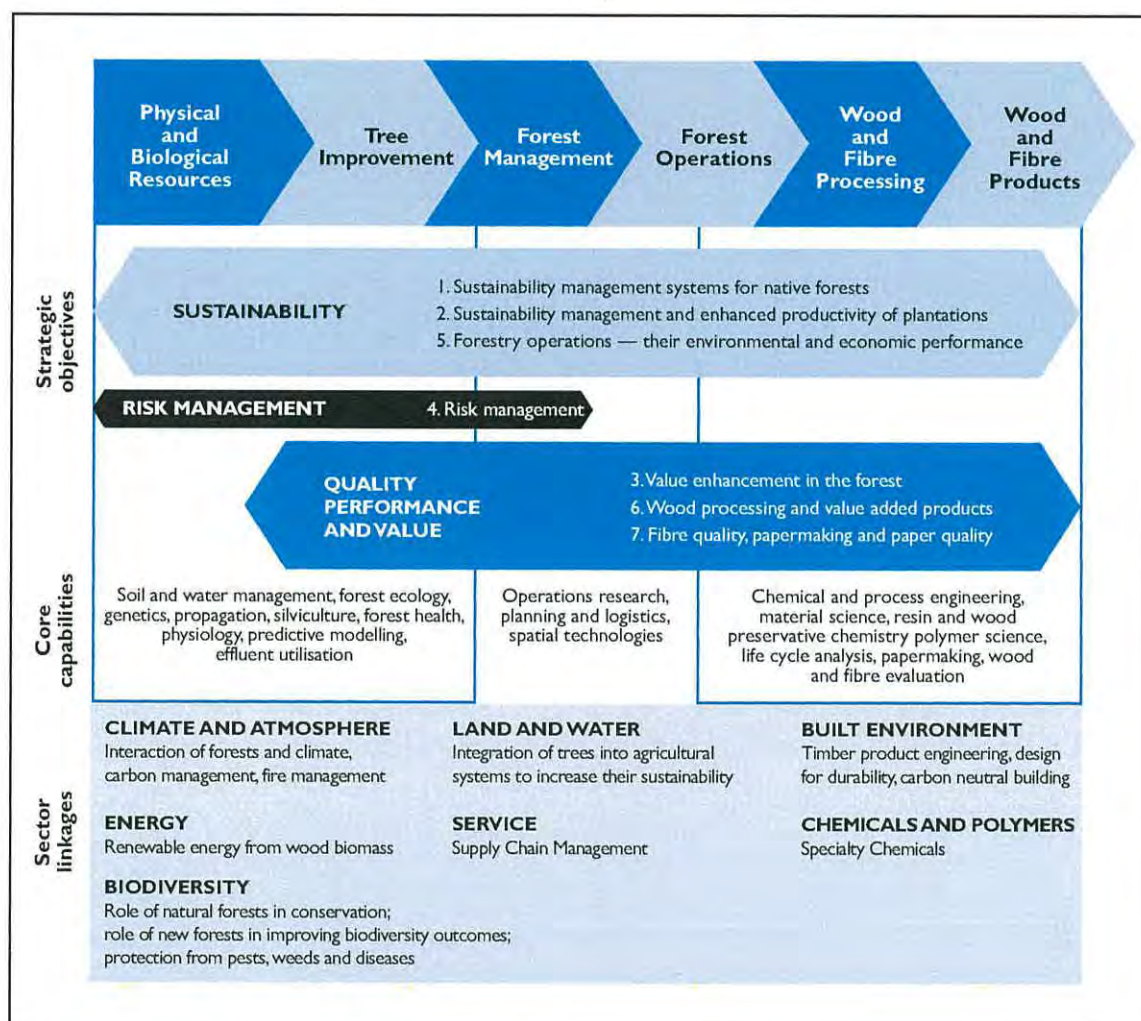 Physical
and
Biological
Resources
Tree
Improvement
Forest
Management
Forest
Operations
Wood
and
Fibre
Processing
Wood
and
Fibre
Products
Strategic
objectives
SUSTAINABILITY
1. Sustainability management systems for native forests
2. Sustainability management and enhanced productivity of plantations
5. Forestry operations — their environmental and economic performance
RISK MANAGEMENT
4. Risk management
QUALITY
PERFORMANCE
AND VALUE
3. Value enhancement in the forest
6. Wood processing and value added products
7. Fibre quality, papermaking and paper quality
Core
capabilities
Soil and water management, forest ecology,
genetics, propagation, silviculture, forest health,
physiology, predictive modelling,
effluent utilisation
Operations research,
planning and logistics,
spatial technologies
Chemical and process engineering,
material science, resin and wood
preservative chemistry polymer science,
life cycle analysis, papermaking, wood
and fibre evaluation
Sector
linkages
CLIMATE AND ATMOSPHERE
Interaction of forests and climate,
carbon management, fire management
LAND AND WATER
Integration of trees into agricultural
systems to increase their sustainability
BUILT ENVIRONMENT
Timber product engineering, design
for durability, carbon neutral building
ENERGY
Renewable energy from wood biomass
SERVICE
Supply Chain Management
CHEMICALS AND POLYMERS
Specialty Chemicals
BIODIVERSITY
Role of natural forests in conservation;
role of new forests in improving biodiversity outcomes;
protection from pests, weeds and diseases